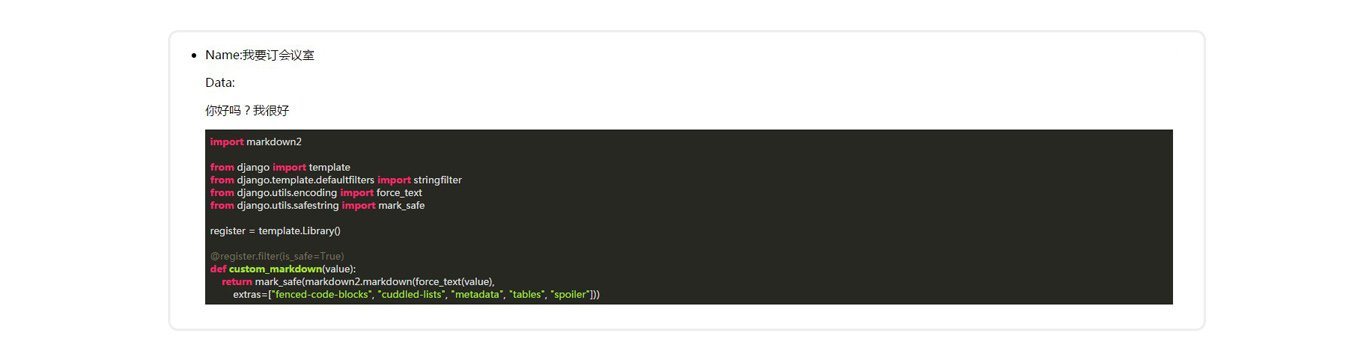 Name:我要订会议室
Data:
你好吗？我很好
import markdown2
from django import template
from django.template.defaultfilters import stringfilter
from django.utils.encoding import force_text
from django.utils.safestring import mark_safe
register = template.Library()
@register.filter(is_safe=True)
def custom_markdown(value):
    return mark_safe(markdown2.markdown(force_text(value),
        extras=["fenced-code-blocks", "cuddled-lists", "metadata", "tables", "spoiler"]))